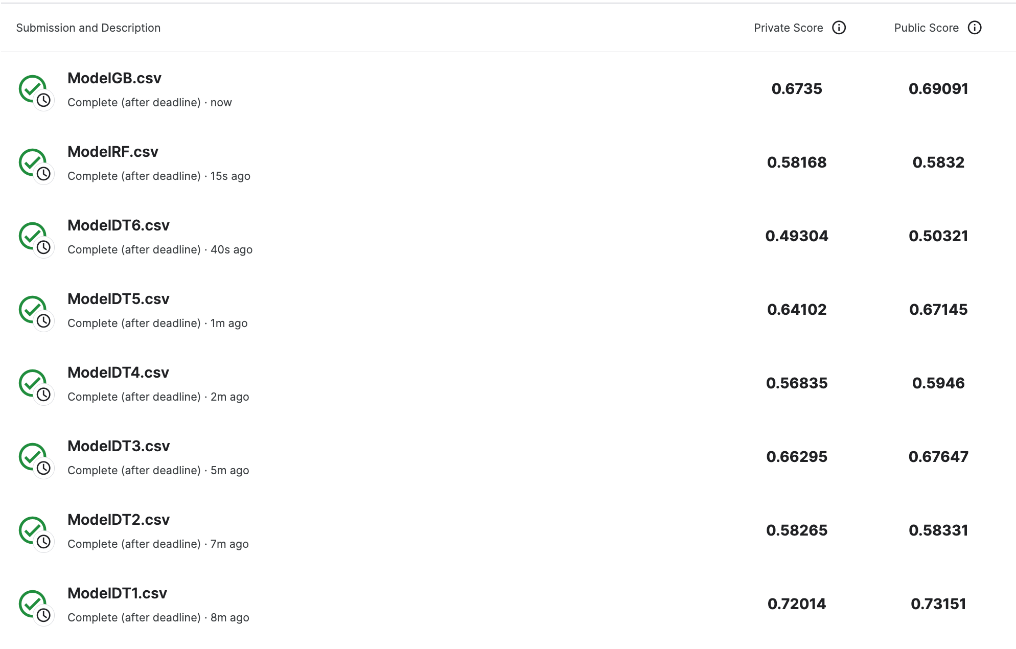 Submission and Description Private Score Public Score
ModelGB.csv
Complete (after deadline) · now
0.6735 0.69091
ModelRF.csv
Complete (after deadline) · 15s ago
0.58168 0.5832
ModelDT6.csv
Complete (after deadline) · 40s ago
0.49304 0.50321
ModelDT5.csv
Complete (after deadline) · 1m ago
0.64102 0.67145
ModelDT4.csv
Complete (after deadline) · 2m ago
0.56835 0.5946
ModelDT3.csv
Complete (after deadline) · 5m ago
0.66295 0.67647
ModelDT2.csv
Complete (after deadline) · 7m ago
0.58265 0.58331
ModelDT1.csv
Complete (after deadline) · 8m ago
0.72014 0.73151